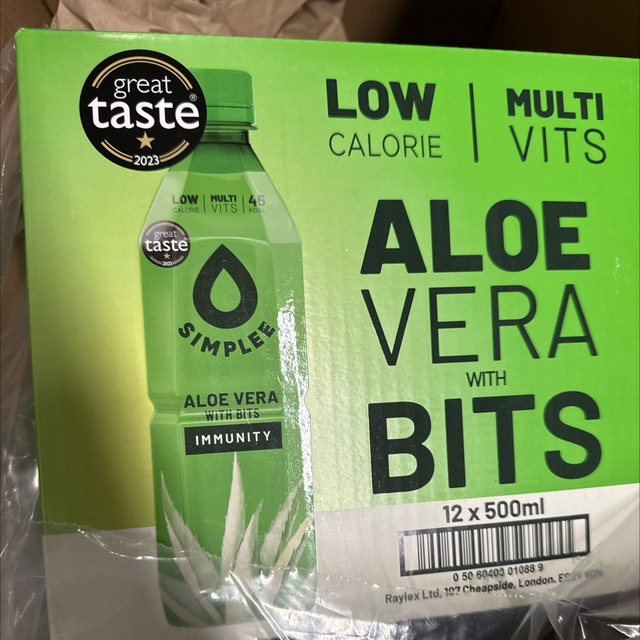 great
taste®
2023
LOW
CALORIE
MULTI
VITS
LOW
CALORIE
MULTI
VITS
45
KCAL
great
taste
2023
SIMPLEE
ALOE VERA
WITH BITS
IMMUNITY
ALOE
VERA
WITH
BITS
12 x 500ml
0 50 60403 01088 9
Raylex Ltd, 107 Cheapside, London.